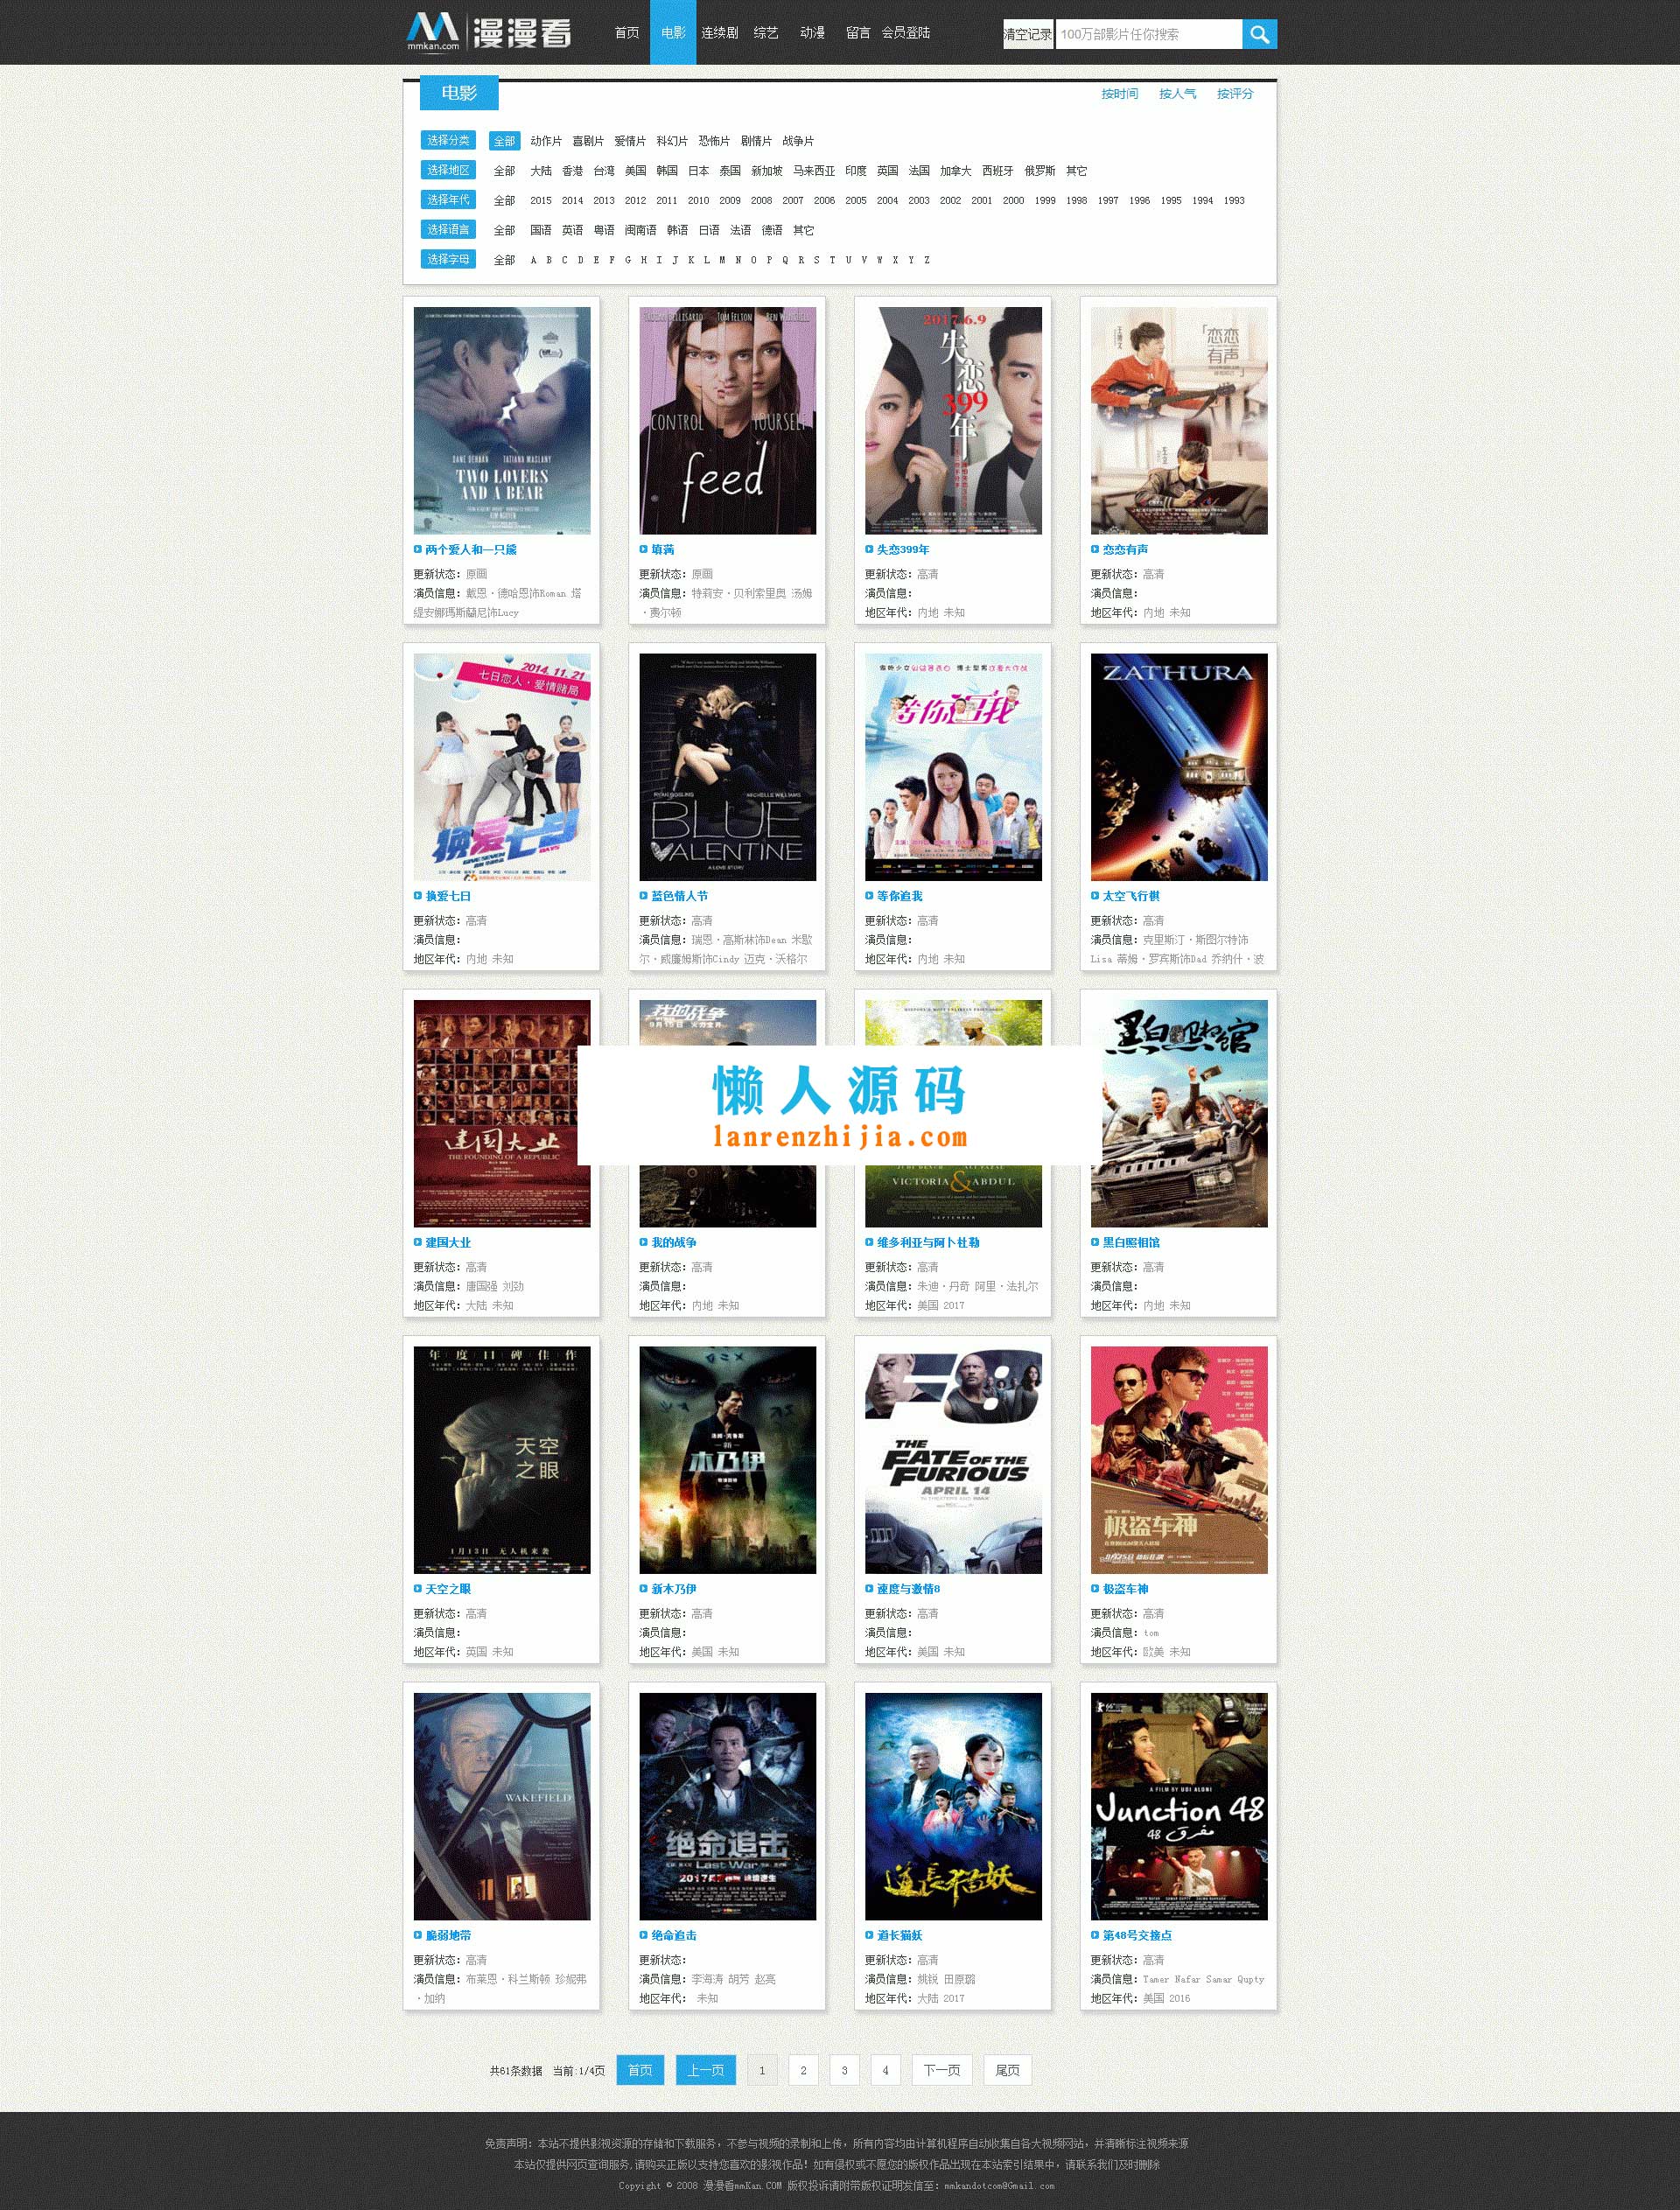 漫漫看
mmkan.com
首页 电影 连续剧 综艺 动漫 留言 会员登陆
清空记录 100万部影片任你搜索
电影
按时间 按人气 按评分
选择分类 全部 动作片 喜剧片 爱情片 科幻片 恐怖片 剧情片 战争片
选择地区 全部 大陆 香港 台湾 美国 韩国 日本 泰国 新加坡 马来西亚 印度 英国 法国 加拿大 西班牙 俄罗斯 其它
选择年代 全部 2015 2014 2013 2012 2011 2010 2009 2008 2007 2006 2005 2004 2003 2002 2001 2000 1999 1998 1997 1996 1995 1994 1993
选择语言 全部 国语 英语 粤语 闽南语 韩语 日语 法语 德语 其它
选择字母 全部 A B C D E F G H I J K L M N O P Q R S T U V W X Y Z
DANE DEHAAN TATIANA MASLANY
TWO LOVERS
AND A BEAR
TOM FELTON
CONTROL YOURSELF
feed
2017.6.9
失恋
399
年
恋恋
有声
两个爱人和一只熊
更新状态：原画
演员信息：戴恩·德哈恩饰Roman 塔
缇安娜瑪斯蘭尼饰Lucy
填满
更新状态：原画
演员信息：特莉安·贝利索里奥 汤姆
·费尔顿
失恋399年
更新状态：高清
演员信息：
地区年代：内地 未知
恋恋有声
更新状态：高清
演员信息：
地区年代：内地 未知
2014.11.21
七日恋人·爱情赌局
换爱七日
RYAN GOSLING MICHELLE WILLIAMS
BLUE
VALENTINE
A LOVE STORY
等你追我
ZATHURA
换爱七日
更新状态：高清
演员信息：
地区年代：内地 未知
蓝色情人节
更新状态：高清
演员信息：瑞恩·高斯林饰Dean 米歇
尔·威廉姆斯饰Cindy 迈克·沃格尔
等你追我
更新状态：高清
演员信息：
地区年代：内地 未知
太空飞行棋
更新状态：高清
演员信息：克里斯汀·斯图尔特饰
Lisa 蒂姆·罗宾斯饰Dad 乔纳什·波
建国大业
THE FOUNDING OF A REPUBLIC
我的战争
VICTORIA & ABDUL
SEPTEMBER
黑白照相馆
懒人源码
lanrenzhijia.com
建国大业
更新状态：高清
演员信息：唐国强 刘劲
地区年代：大陆 未知
我的战争
更新状态：高清
演员信息：
地区年代：内地 未知
维多利亚与阿卜杜勒
更新状态：高清
演员信息：朱迪·丹奇 阿里·法扎尔
地区年代：美国 2017
黑白照相馆
更新状态：高清
演员信息：
地区年代：内地 未知
年度口碑佳作
天空
之眼
1月13日 无人机来袭
新
木乃伊
F8
THE
FATE OF THE
FURIOUS
APRIL 14
极盗车神
天空之眼
更新状态：高清
演员信息：
地区年代：英国 未知
新木乃伊
更新状态：高清
演员信息：
地区年代：美国 未知
速度与激情8
更新状态：高清
演员信息：
地区年代：美国 未知
极盗车神
更新状态：高清
演员信息：tom
地区年代：欧美 未知
WAKEFIELD
绝命追击
Last War
道长猫妖
A FILM BY UDI ALONI
Junction 48
48 مفرق
脆弱地带
更新状态：高清
演员信息：布莱恩·科兰斯顿 珍妮弗
·加纳
绝命追击
更新状态：
演员信息：李海涛 胡芳 赵亮
地区年代： 未知
道长猫妖
更新状态：高清
演员信息：姚锐 田原璐
地区年代：大陆 2017
第48号交接点
更新状态：高清
演员信息：Tamer Nafar Samar Qupty
地区年代：美国 2016
共61条数据 当前:1/4页 首页 上一页 1 2 3 4 下一页 尾页
免责声明：本站不提供影视资源的存储和下载服务，不参与视频的录制和上传，所有内容均由计算机程序自动收集自各大视频网站，并清晰标注视频来源
本站仅提供网页查询服务,请购买正版以支持您喜欢的影视作品！如有侵权或不愿您的版权作品出现在本站索引结果中，请联系我们及时删除
Copyright © 2008 漫漫看mmKan.COM 版权投诉请附带版权证明发信至：mmkandotcom@Gmail.com